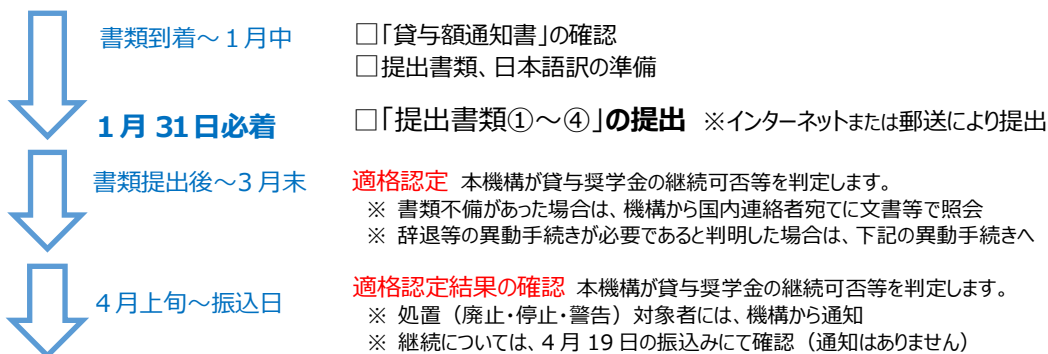 書類到着～１月中 □「貸与額通知書」の確認
□提出書類、日本語訳の準備
１月 31日必着 □「提出書類①～④」の提出 ※インターネットまたは郵送により提出
書類提出後～3 月末 適格認定 本機構が貸与奨学金の継続可否等を判定します。
※ 書類不備があった場合は、機構から国内連絡者宛てに文書等で照会
※ 辞退等の異動手続きが必要であると判明した場合は、下記の異動手続きへ
４月上旬～振込日 適格認定結果の確認 本機構が貸与奨学金の継続可否等を判定します。
※ 処置（廃止・停止・警告）対象者には、機構から通知
※ 継続については、4 月 19 日の振込みにて確認（通知はありません）